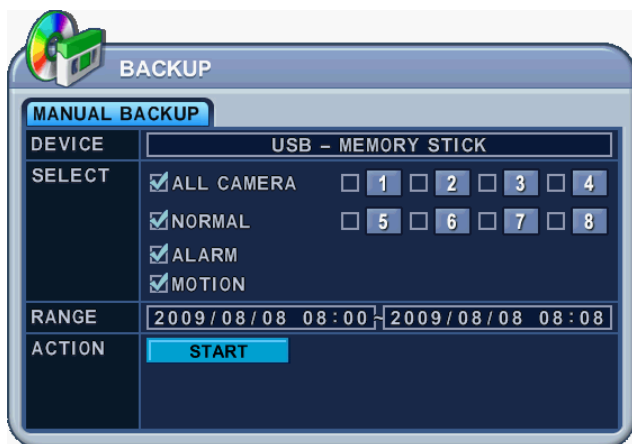 BACKUP
MANUAL BACKUP
DEVICE USB – MEMORY STICK
SELECT ALL CAMERA 1 2 3 4
NORMAL 5 6 7 8
ALARM
MOTION
RANGE 2009/08/08 08:00~2009/08/08 08:08
ACTION START